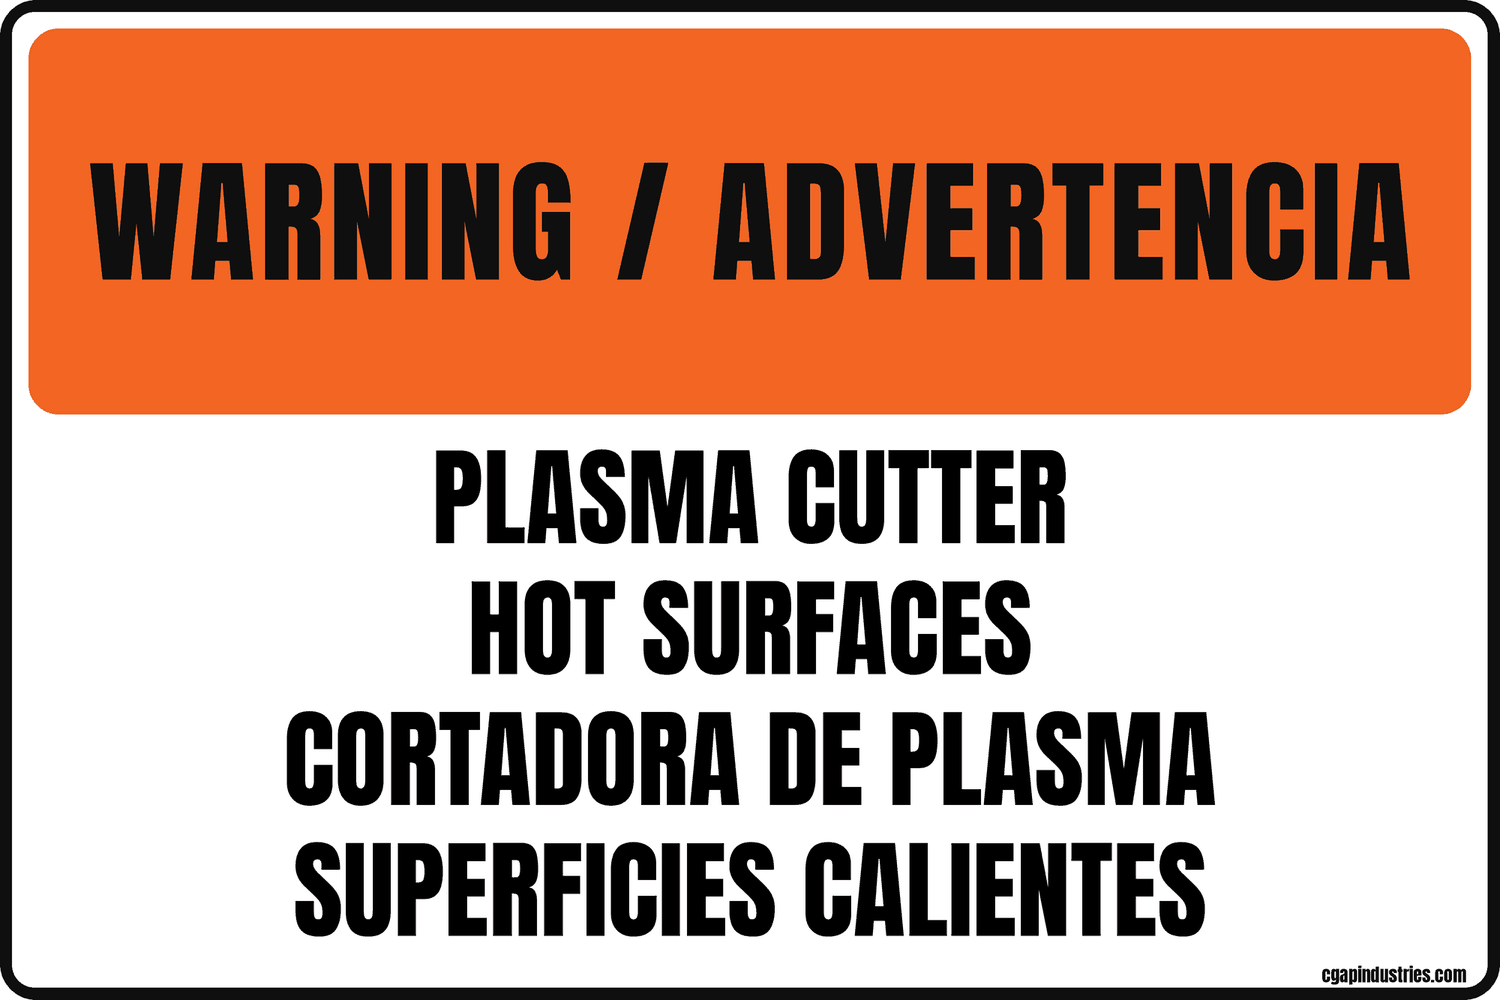 WARNING / ADVERTENCIA
PLASMA CUTTER
HOT SURFACES
CORTADORA DE PLASMA
SUPERFICIES CALIENTES
cgapindustries.com